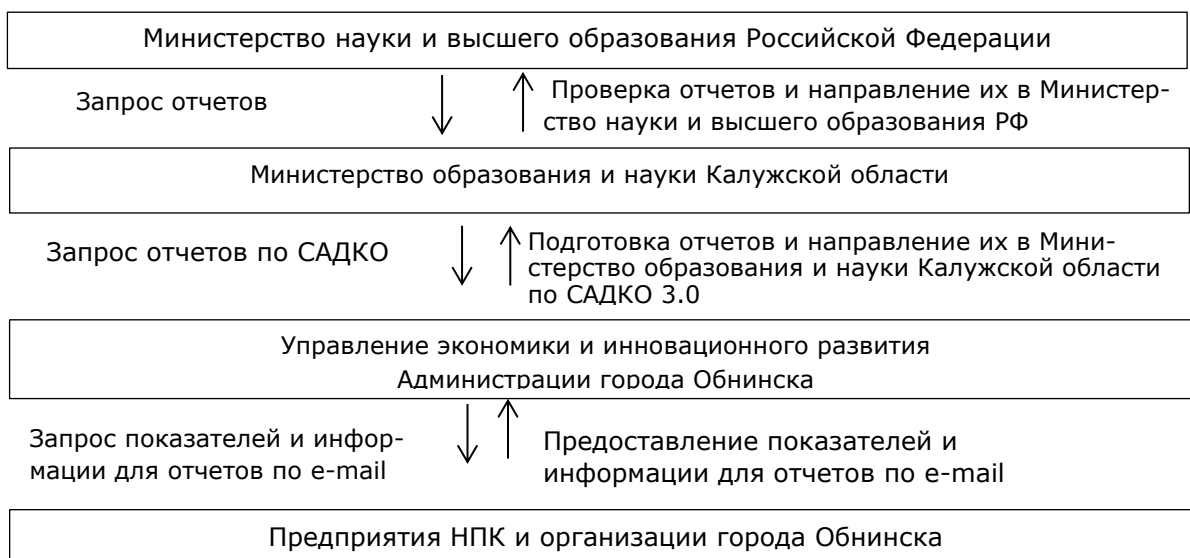 Министерство науки и высшего образования Российской Федерации
Запрос отчетов
Проверка отчетов и направление их в Министер-
ство науки и высшего образования РФ
Министерство образования и науки Калужской области
Запрос отчетов по САДКО
Подготовка отчетов и направление их в Мини-
стерство образования и науки Калужской области
по САДКО 3.0
Управление экономики и инновационного развития
Администрации города Обнинска
Запрос показателей и инфор-
мации для отчетов по e-mail
Предоставление показателей и
информации для отчетов по e-mail
Предприятия НПК и организации города Обнинска